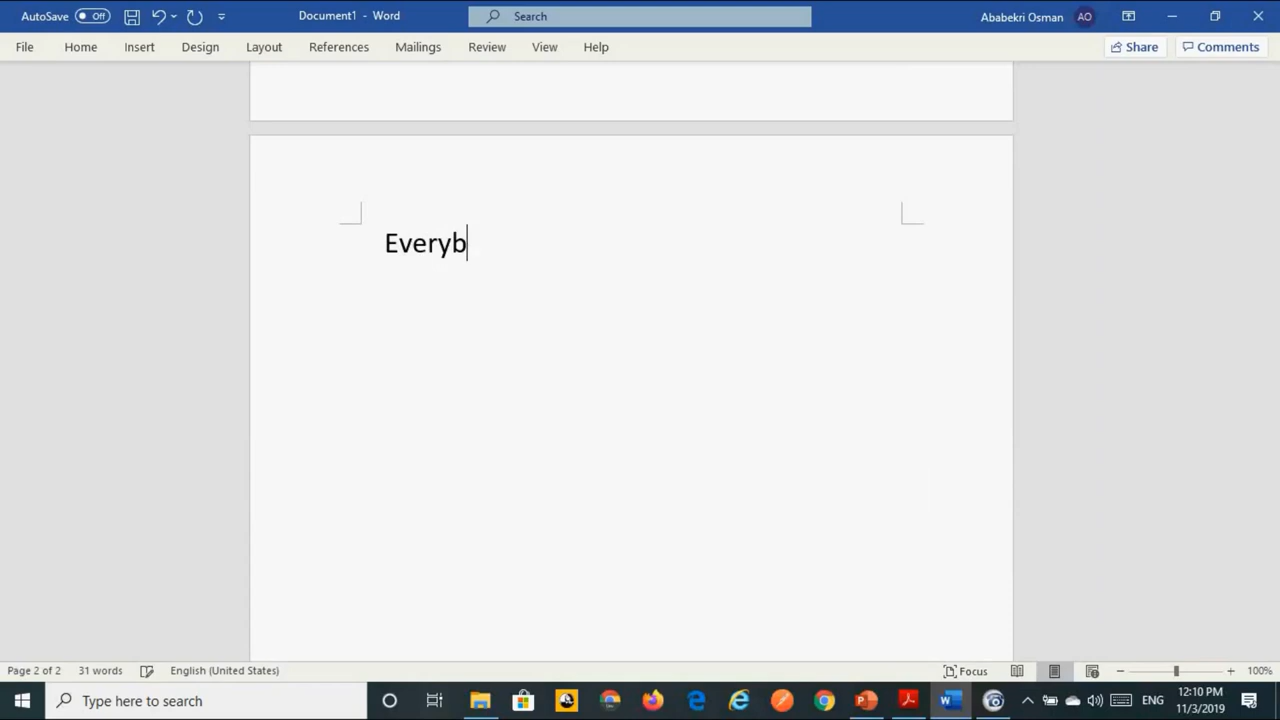 AutoSave Off Document1 - Word Search Ababekri Osman AO
File Home Insert Design Layout References Mailings Review View Help Share Comments
Everyb
Page 2 of 2 31 words English (United States) Focus 100%
Type here to search ENG 12:10 PM
11/3/2019